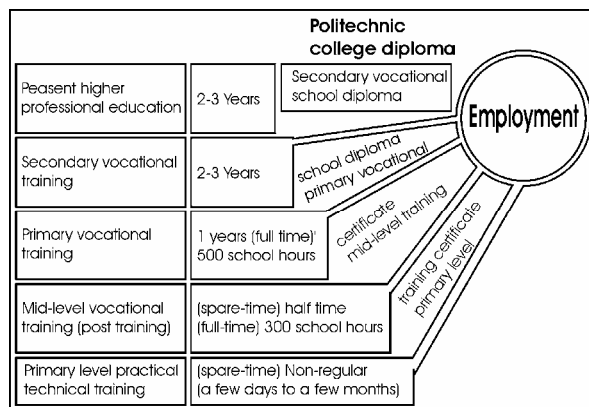 Politechnic
college diploma
Peasent higher
professional education
2-3 Years
Secondary vocational
school diploma
Employment
Secondary vocational
training
2-3 Years
school diploma
primary vocational
Primary vocational
training
1 years (full time)'
500 school hours
certificate
mid-level training
Mid-level vocational
training (post training)
(spare-time) half time
(full-time) 300 school hours
training certificate
primary level
Primary level practical
technical training
(spare-time) Non-regular
(a few days to a few months)